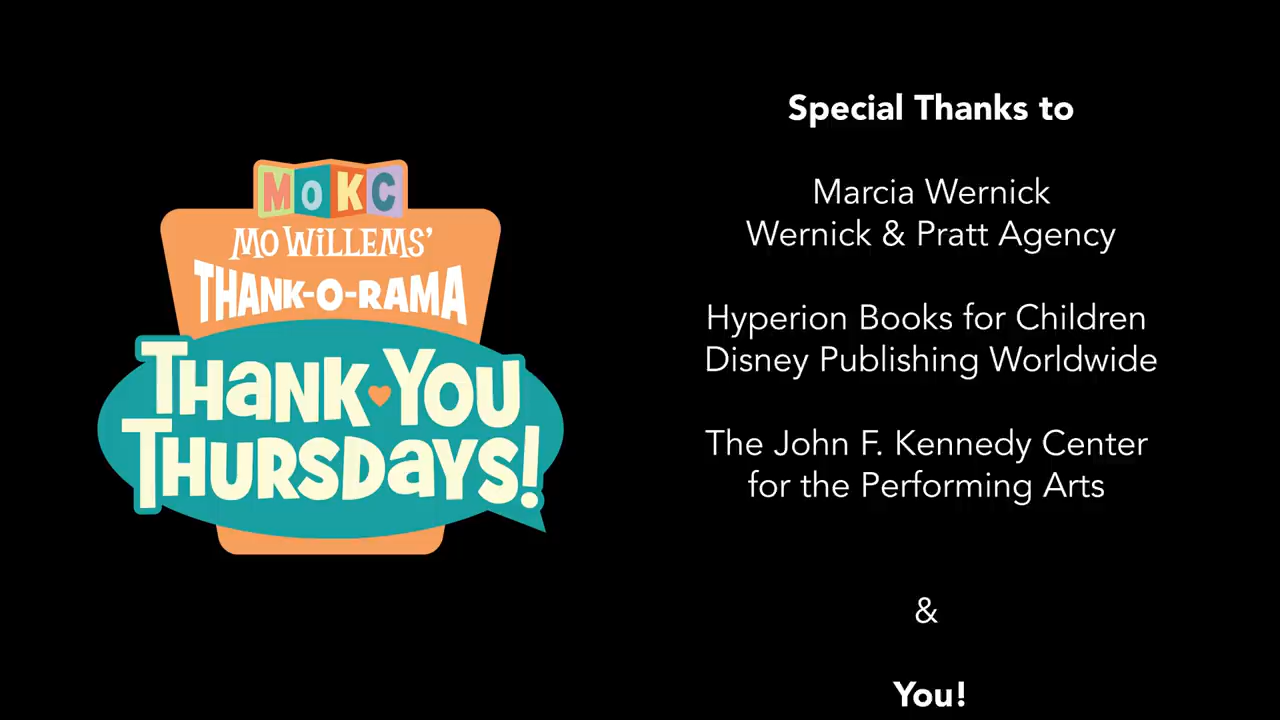 MOKC
MO WILLEMS'
THANK-O-RAMA
THANK YOU
THURSDAYS!
Special Thanks to
Marcia Wernick
Wernick & Pratt Agency
Hyperion Books for Children
Disney Publishing Worldwide
The John F. Kennedy Center
for the Performing Arts
&
You!